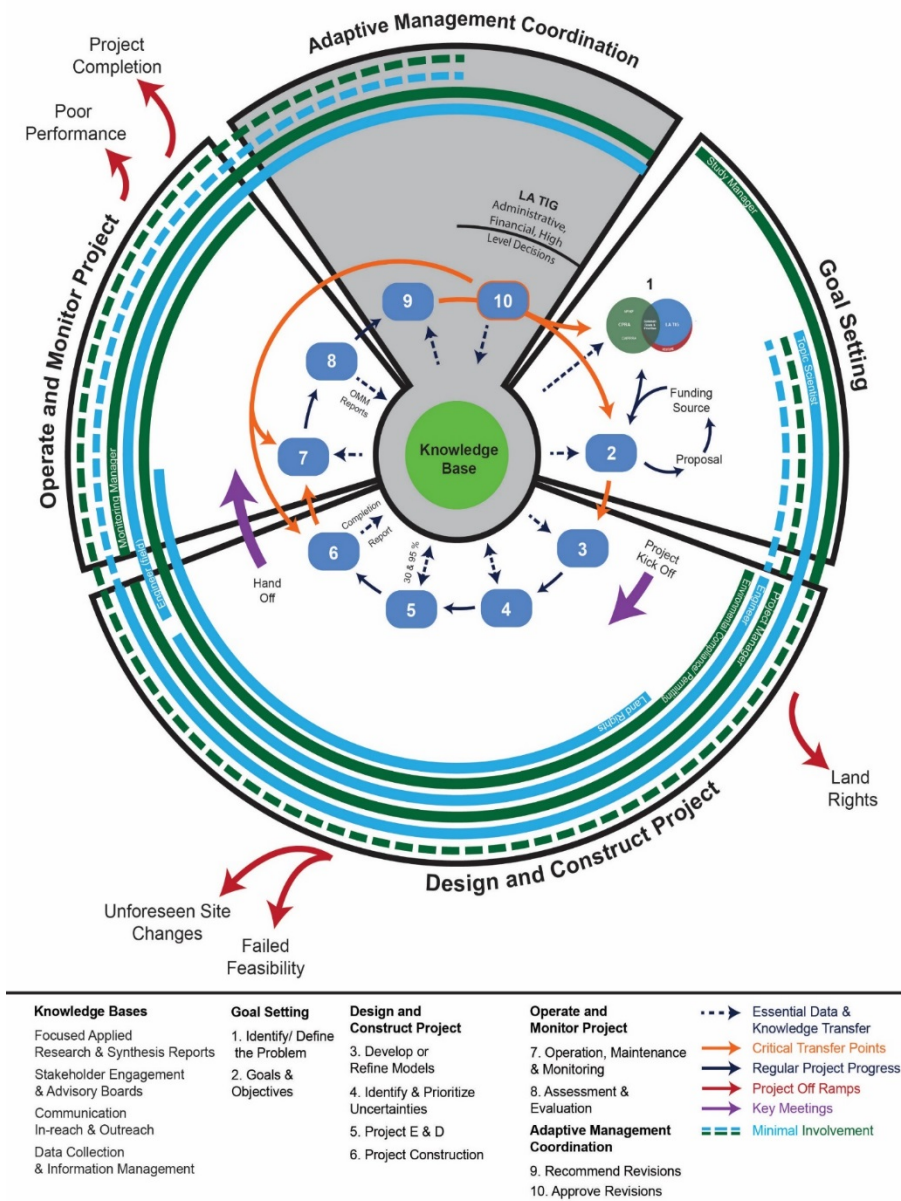 Adaptive Management Coordination
Project
Completion
Poor
Performance
Operate and Monitor Project
Goal Setting
Study Manager
Topic Scientist
LA TIG
Administrative,
Financial, High
Level Decisions
1
CPRA
LA TIG
9
10
8
OMM
Reports
7
Funding
Source
2
Proposal
Knowledge
Base
Monitoring Manager
Engineer (field)
Completion
Report
6
30 & 95 %
5
4
3
Project
Kick Off
Hand
Off
Project Manager
Engineer
Environmental Compliance/ Permitting
Land Rights
Land
Rights
Design and Construct Project
Unforeseen Site
Changes
Failed
Feasibility
Knowledge Bases
Focused Applied
Research & Synthesis Reports
Stakeholder Engagement
& Advisory Boards
Communication
In-reach & Outreach
Data Collection
& Information Management
Goal Setting
1. Identify/ Define
the Problem
2. Goals &
Objectives
Design and
Construct Project
3. Develop or
Refine Models
4. Identify & Prioritize
Uncertainties
5. Project E & D
6. Project Construction
Operate and
Monitor Project
7. Operation, Maintenance
& Monitoring
8. Assessment &
Evaluation
Adaptive Management
Coordination
9. Recommend Revisions
10. Approve Revisions
Essential Data &
Knowledge Transfer
Critical Transfer Points
Regular Project Progress
Project Off Ramps
Key Meetings
Minimal Involvement